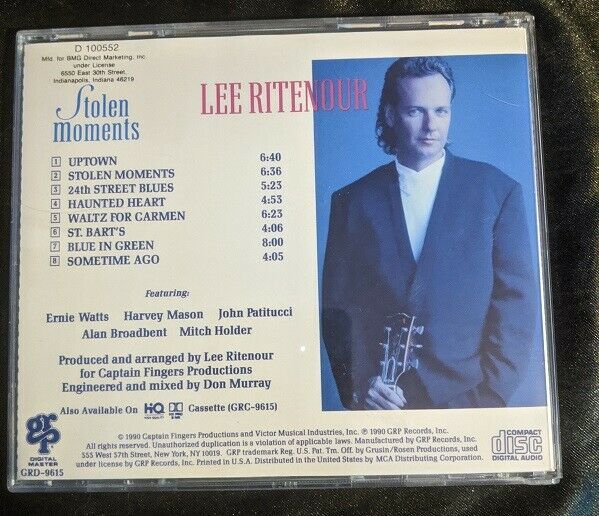 D 100552
Mfd. for BMG Direct Marketing, Inc.
under License
6550 East 30th Street,
Indianapolis, Indiana 46219
Stolen
moments
LEE RITENOUR
1 UPTOWN 6:40
2 STOLEN MOMENTS 6:36
3 24th STREET BLUES 5:23
4 HAUNTED HEART 4:53
5 WALTZ FOR CARMEN 6:23
6 ST. BART'S 4:06
7 BLUE IN GREEN 8:00
8 SOMETIME AGO 4:05
Featuring:
Ernie Watts Harvey Mason John Patitucci
Alan Broadbent Mitch Holder
Produced and arranged by Lee Ritenour
for Captain Fingers Productions
Engineered and mixed by Don Murray
Also Available On HQ Cassette (GRC-9615)
GRP
DIGITAL
MASTER
GRD-9615
© 1990 Captain Fingers Productions and Victor Musical Industries, Inc. ℗ 1990 GRP Records, Inc.
All rights reserved. Unauthorized duplication is a violation of applicable laws. Manufactured by GRP Records, Inc.
555 West 57th Street, New York, NY 10019. GRP trademark Reg. U.S. Pat. Tm. Off. by Grusin/Rosen Productions, used
under license by GRP Records, Inc. Printed in U.S.A. Distributed in the United States by MCA Distributing Corporation.
COMPACT
disc
DIGITAL AUDIO